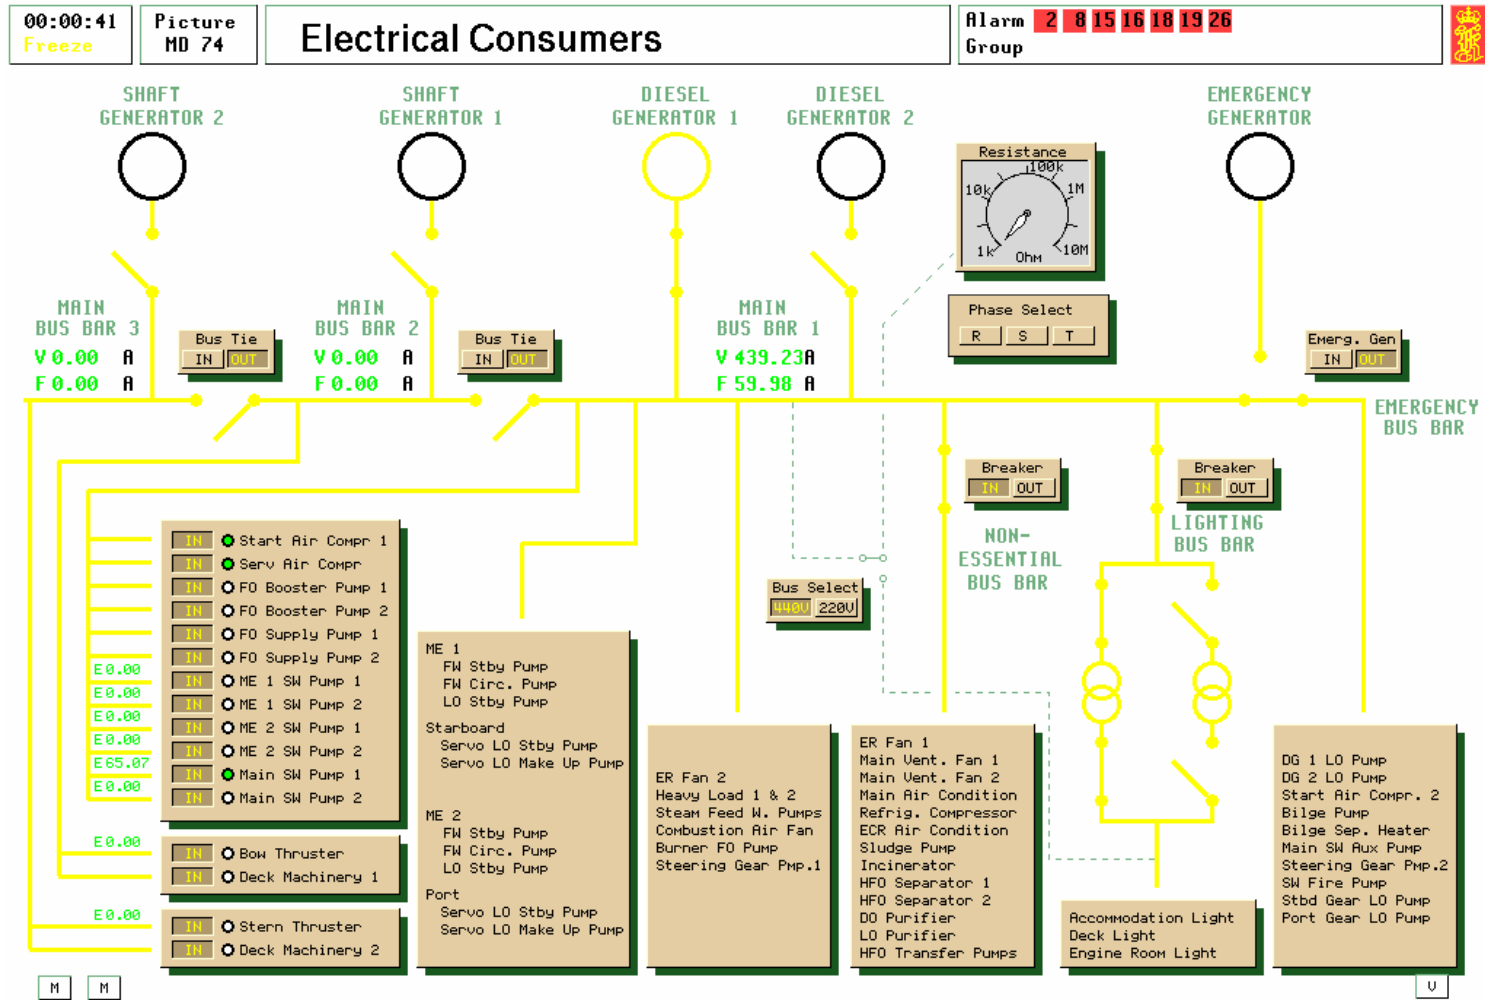 00:00:41
Freeze
Picture
MD 74
Electrical Consumers
Alarm 2 8 15 16 18 19 26
Group
SHAFT
GENERATOR 2
SHAFT
GENERATOR 1
DIESEL
GENERATOR 1
DIESEL
GENERATOR 2
EMERGENCY
GENERATOR
Resistance
1k
10k
100k
1M
10M
Ohm
Phase Select
R S T
MAIN
BUS BAR 3
V 0.00 A
F 0.00 A
Bus Tie
IN OUT
MAIN
BUS BAR 2
V 0.00 A
F 0.00 A
Bus Tie
IN OUT
MAIN
BUS BAR 1
V 439.23A
F 59.98 A
Emerg. Gen
IN OUT
EMERGENCY
BUS BAR
Breaker
IN OUT
NON-
ESSENTIAL
BUS BAR
Breaker
IN OUT
LIGHTING
BUS BAR
Bus Select
440V 220V
IN Start Air Compr 1
IN Serv Air Compr
IN FO Booster Pump 1
IN FO Booster Pump 2
IN FO Supply Pump 1
IN FO Supply Pump 2
E 0.00 IN ME 1 SW Pump 1
E 0.00 IN ME 1 SW Pump 2
E 0.00 IN ME 2 SW Pump 1
E 0.00 IN ME 2 SW Pump 2
E 65.07 IN Main SW Pump 1
E 0.00 IN Main SW Pump 2
E 0.00 IN Bow Thruster
IN Deck Machinery 1
E 0.00 IN Stern Thruster
IN Deck Machinery 2
ME 1
FW Stby Pump
FW Circ. Pump
LO Stby Pump
Starboard
Servo LO Stby Pump
Servo LO Make Up Pump
ME 2
FW Stby Pump
FW Circ. Pump
LO Stby Pump
Port
Servo LO Stby Pump
Servo LO Make Up Pump
ER Fan 2
Heavy Load 1 & 2
Steam Feed W. Pumps
Combustion Air Fan
Burner FO Pump
Steering Gear Pmp.1
ER Fan 1
Main Vent. Fan 1
Main Vent. Fan 2
Main Air Condition
Refrig. Compressor
ECR Air Condition
Sludge Pump
Incinerator
HFO Separator 1
HFO Separator 2
DO Purifier
LO Purifier
HFO Transfer Pumps
Accommodation Light
Deck Light
Engine Room Light
DG 1 LO Pump
DG 2 LO Pump
Start Air Compr. 2
Bilge Pump
Bilge Sep. Heater
Main SW Aux Pump
Steering Gear Pmp.2
SW Fire Pump
Stbd Gear LO Pump
Port Gear LO Pump
M M V